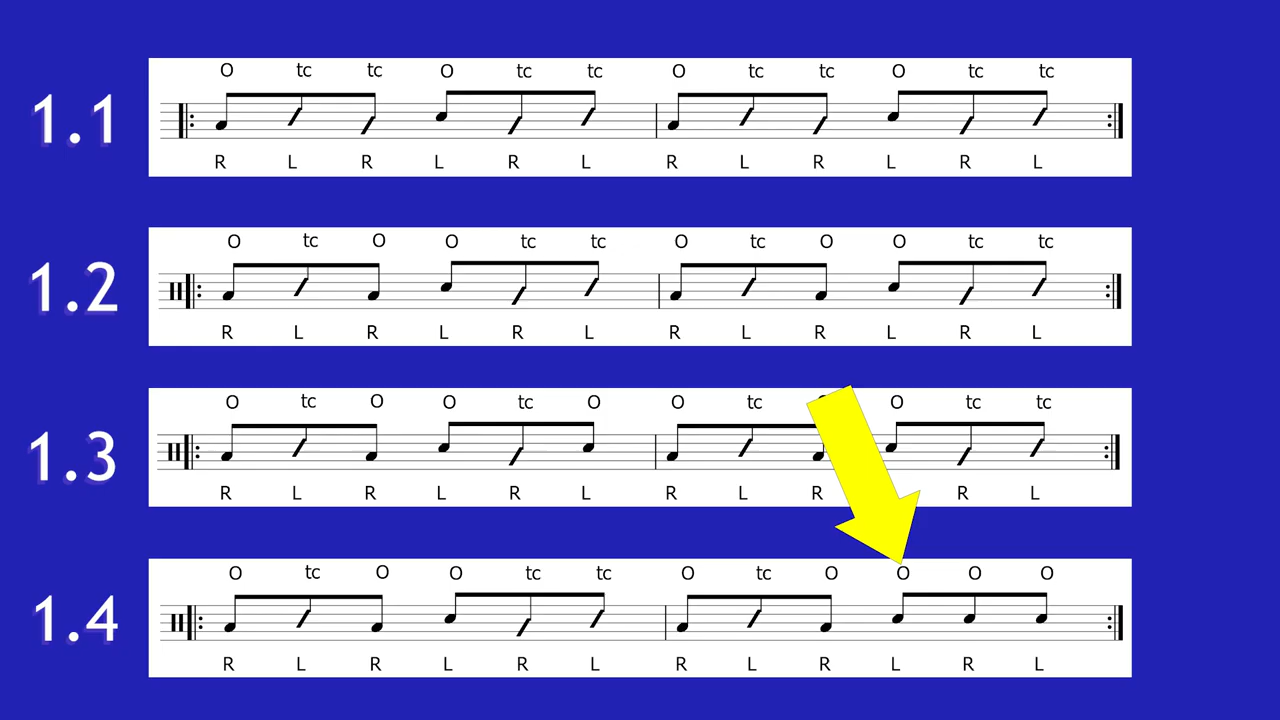 O tc tc O tc tc O tc tc O tc tc
1.1
R L R L R L R L R L R L
O tc O O tc tc O tc O O tc tc
1.2
R L R L R L R L R L R L
O tc O O tc O O tc O tc tc
1.3
R L R L R L R L R R L
O tc O O tc tc O tc O O O O
1.4
R L R L R L R L R L R L